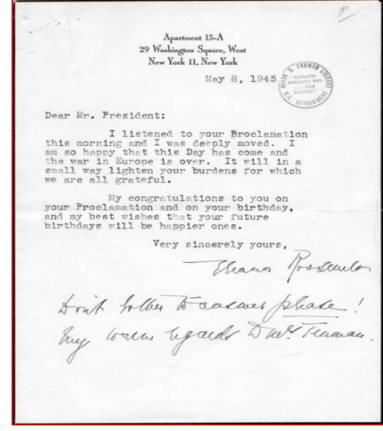 Apartment 15-A
29 Washington Square, West
New York 11, New York
May 8, 1945
Dear Mr. President:
I listened to your Proclamation
this morning and I was deeply moved. I
am so happy that this Day has come and
the war in Europe is over. It will in a
small way lighten your burdens for which
we are all grateful.
My congratulations to you on
your Proclamation and on your birthday,
and my best wishes that your future
birthdays will be happier ones.
Very sincerely yours,
Eleanor Roosevelt
Don't bother to answer please!
My warm regards to Mrs Truman.